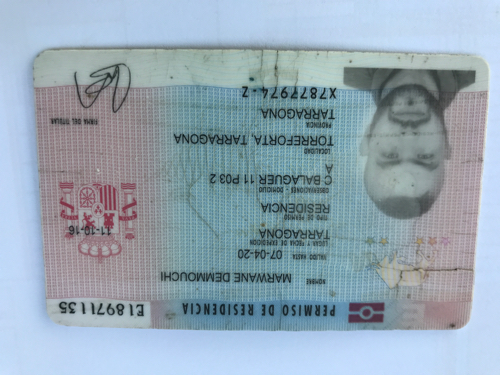 PERMISO DE RESIDENCIA E18971135
NOMBRE
MARWANE DEMMOUCHI
VALIDO HASTA
07-04-20
LUGAR Y FECHA DE EXPEDICION
TARRAGONA 11-10-16
TIPO DE PERMISO
RESIDENCIA
OBSERVACIONES - DOMICILIO
C BALAGUER 11 P03 2
A
LOCALIDAD
TORREFORTA, TARRAGONA
PROVINCIA
TARRAGONA
FIRMA DEL TITULAR
X7877974-Z